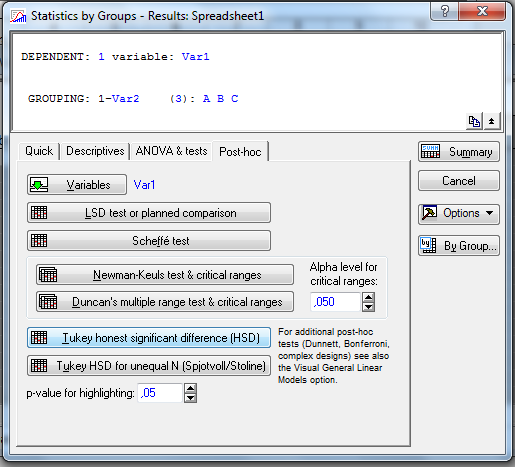 Statistics by Groups - Results: Spreadsheet1
?
X
DEPENDENT: 1 variable: Var1
GROUPING: 1-Var2 (3): A B C
Quick
Descriptives
ANOVA & tests
Post-hoc
Variables
Var1
LSD test or planned comparison
Scheffé test
Newman-Keuls test & critical ranges
Duncan's multiple range test & critical ranges
Alpha level for
critical ranges:
,050
Tukey honest significant difference (HSD)
Tukey HSD for unequal N (Spjotvoll/Stoline)
For additional post-hoc
tests (Dunnett, Bonferroni,
complex designs) see also
the Visual General Linear
Models option.
p-value for highlighting:
,05
Summary
Cancel
Options
By Group...